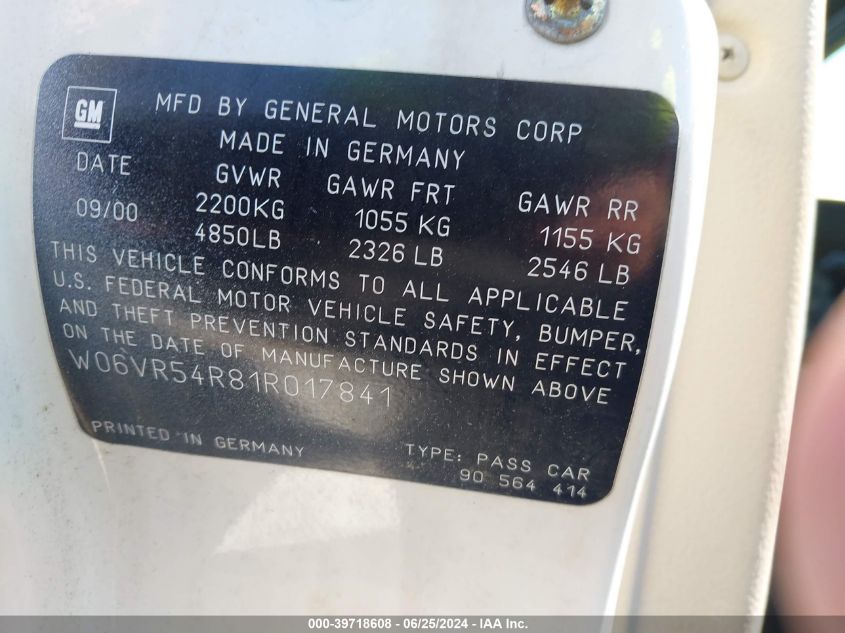 GM
MFD BY GENERAL MOTORS CORP
MADE IN GERMANY
DATE GVWR GAWR FRT GAWR RR
09/00 2200KG 1055 KG 1155 KG
4850LB 2326 LB 2546 LB
THIS VEHICLE CONFORMS TO ALL APPLICABLE
U.S. FEDERAL MOTOR VEHICLE SAFETY, BUMPER,
AND THEFT PREVENTION STANDARDS IN EFFECT
ON THE DATE OF MANUFACTURE SHOWN ABOVE
W06VR54R81R017841
PRINTED IN GERMANY
TYPE: PASS CAR
90 564 414
000-39718608 - 06/25/2024 - IAA Inc.